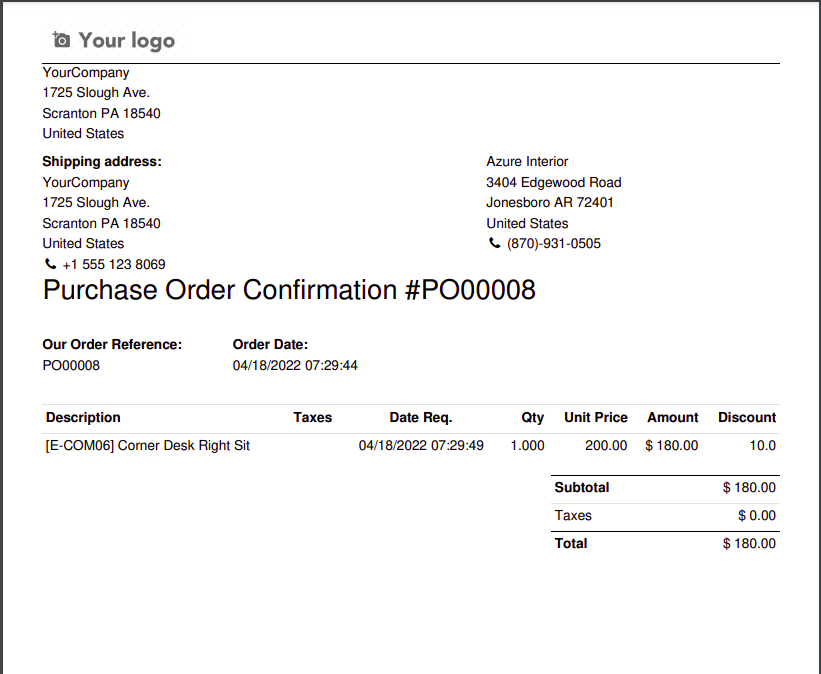 Your logo
YourCompany
1725 Slough Ave.
Scranton PA 18540
United States
Shipping address:
YourCompany
1725 Slough Ave.
Scranton PA 18540
United States
+1 555 123 8069
Azure Interior
3404 Edgewood Road
Jonesboro AR 72401
United States
(870)-931-0505
Purchase Order Confirmation #PO00008
Our Order Reference: Order Date:
PO00008 04/18/2022 07:29:44
Description Taxes Date Req. Qty Unit Price Amount Discount
[E-COM06] Corner Desk Right Sit 04/18/2022 07:29:49 1.000 200.00 $ 180.00 10.0
Subtotal $ 180.00
Taxes $ 0.00
Total $ 180.00